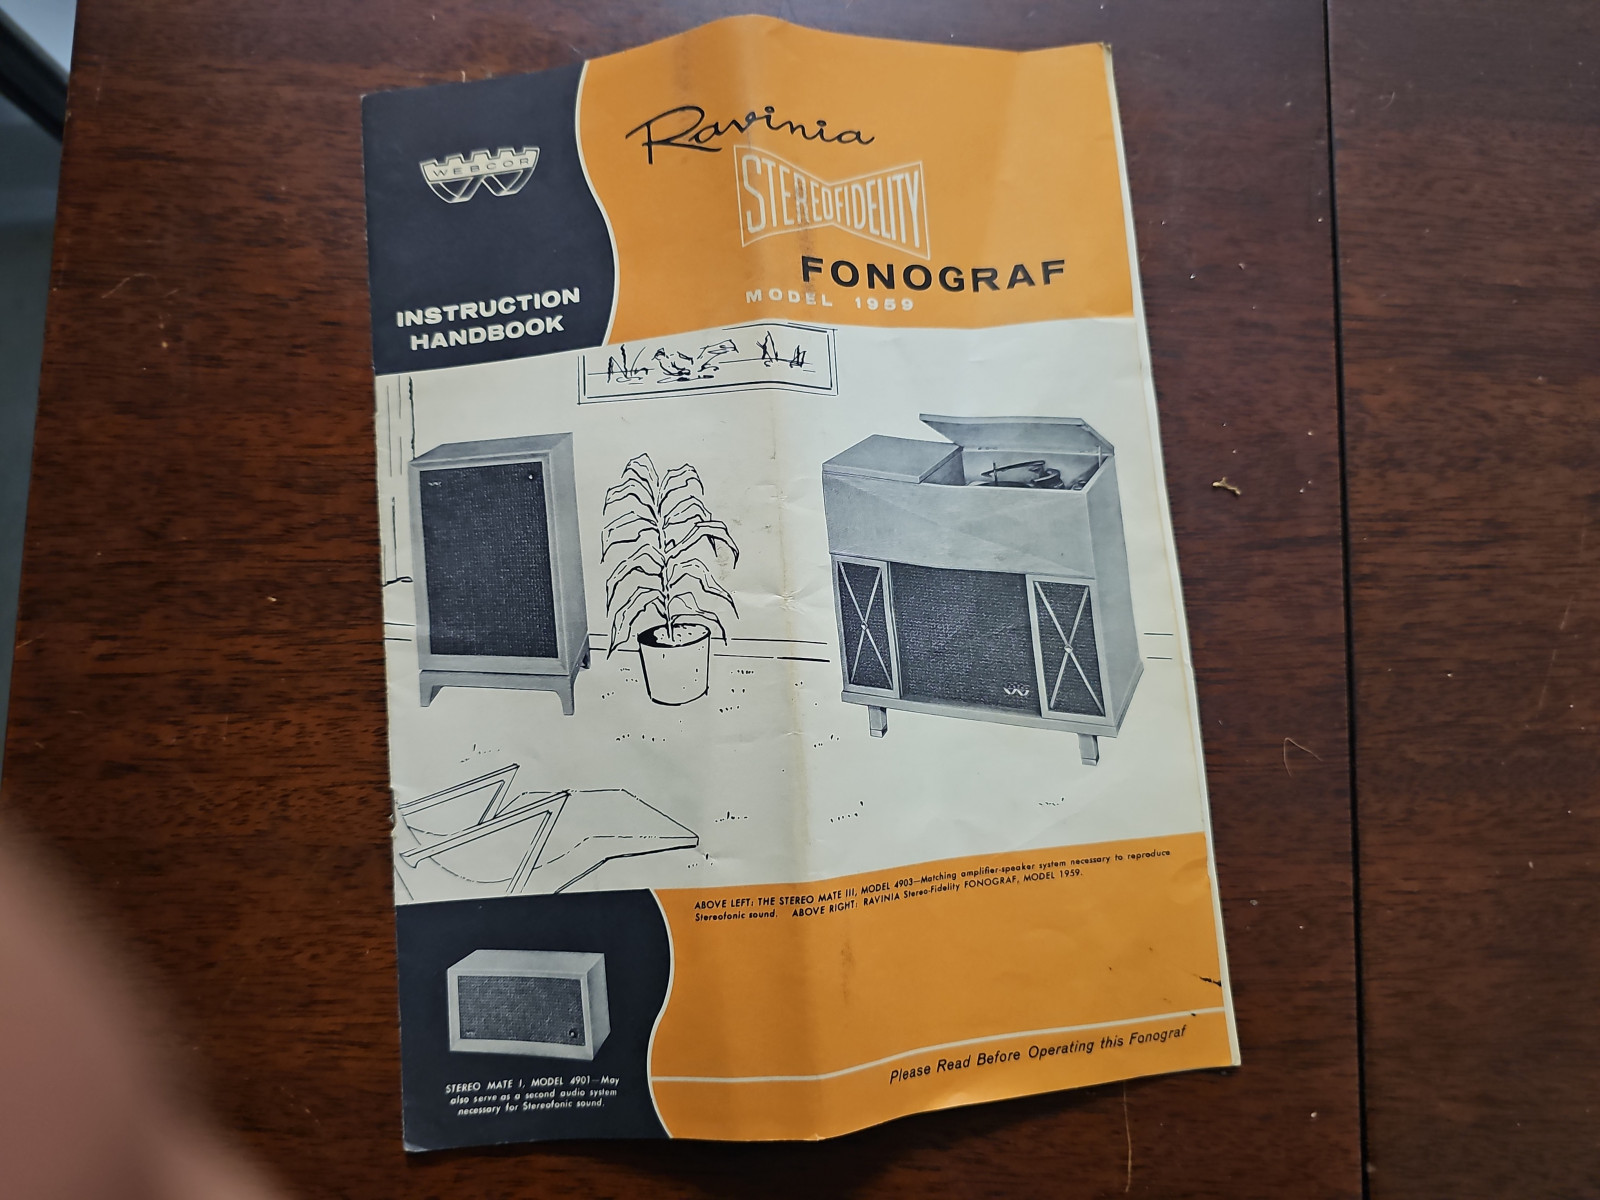 WEBCOR
Ravinia
STEREOFIDELITY
FONOGRAF
MODEL 1959
INSTRUCTION
HANDBOOK
ABOVE LEFT: THE STEREO MATE III, MODEL 4903—Matching amplifier-speaker system necessary to reproduce
Stereofonic sound. ABOVE RIGHT: RAVINIA Stereo-Fidelity FONOGRAF, MODEL 1959.
STEREO MATE I, MODEL 4901—May
also serve as a second audio system
necessary for Stereofonic sound.
Please Read Before Operating this Fonograf